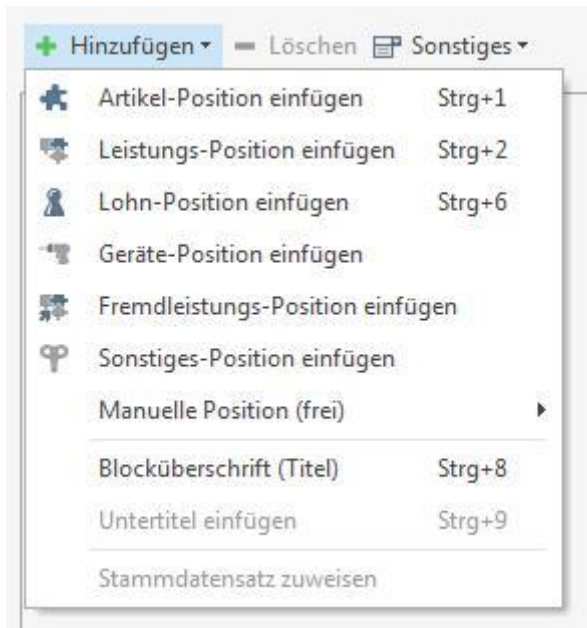 Hinzufügen Löschen Sonstiges
Artikel-Position einfügen Strg+1
Leistungs-Position einfügen Strg+2
Lohn-Position einfügen Strg+6
Geräte-Position einfügen
Fremdleistungs-Position einfügen
Sonstiges-Position einfügen
Manuelle Position (frei)
Blocküberschrift (Titel) Strg+8
Untertitel einfügen Strg+9
Stammdatensatz zuweisen